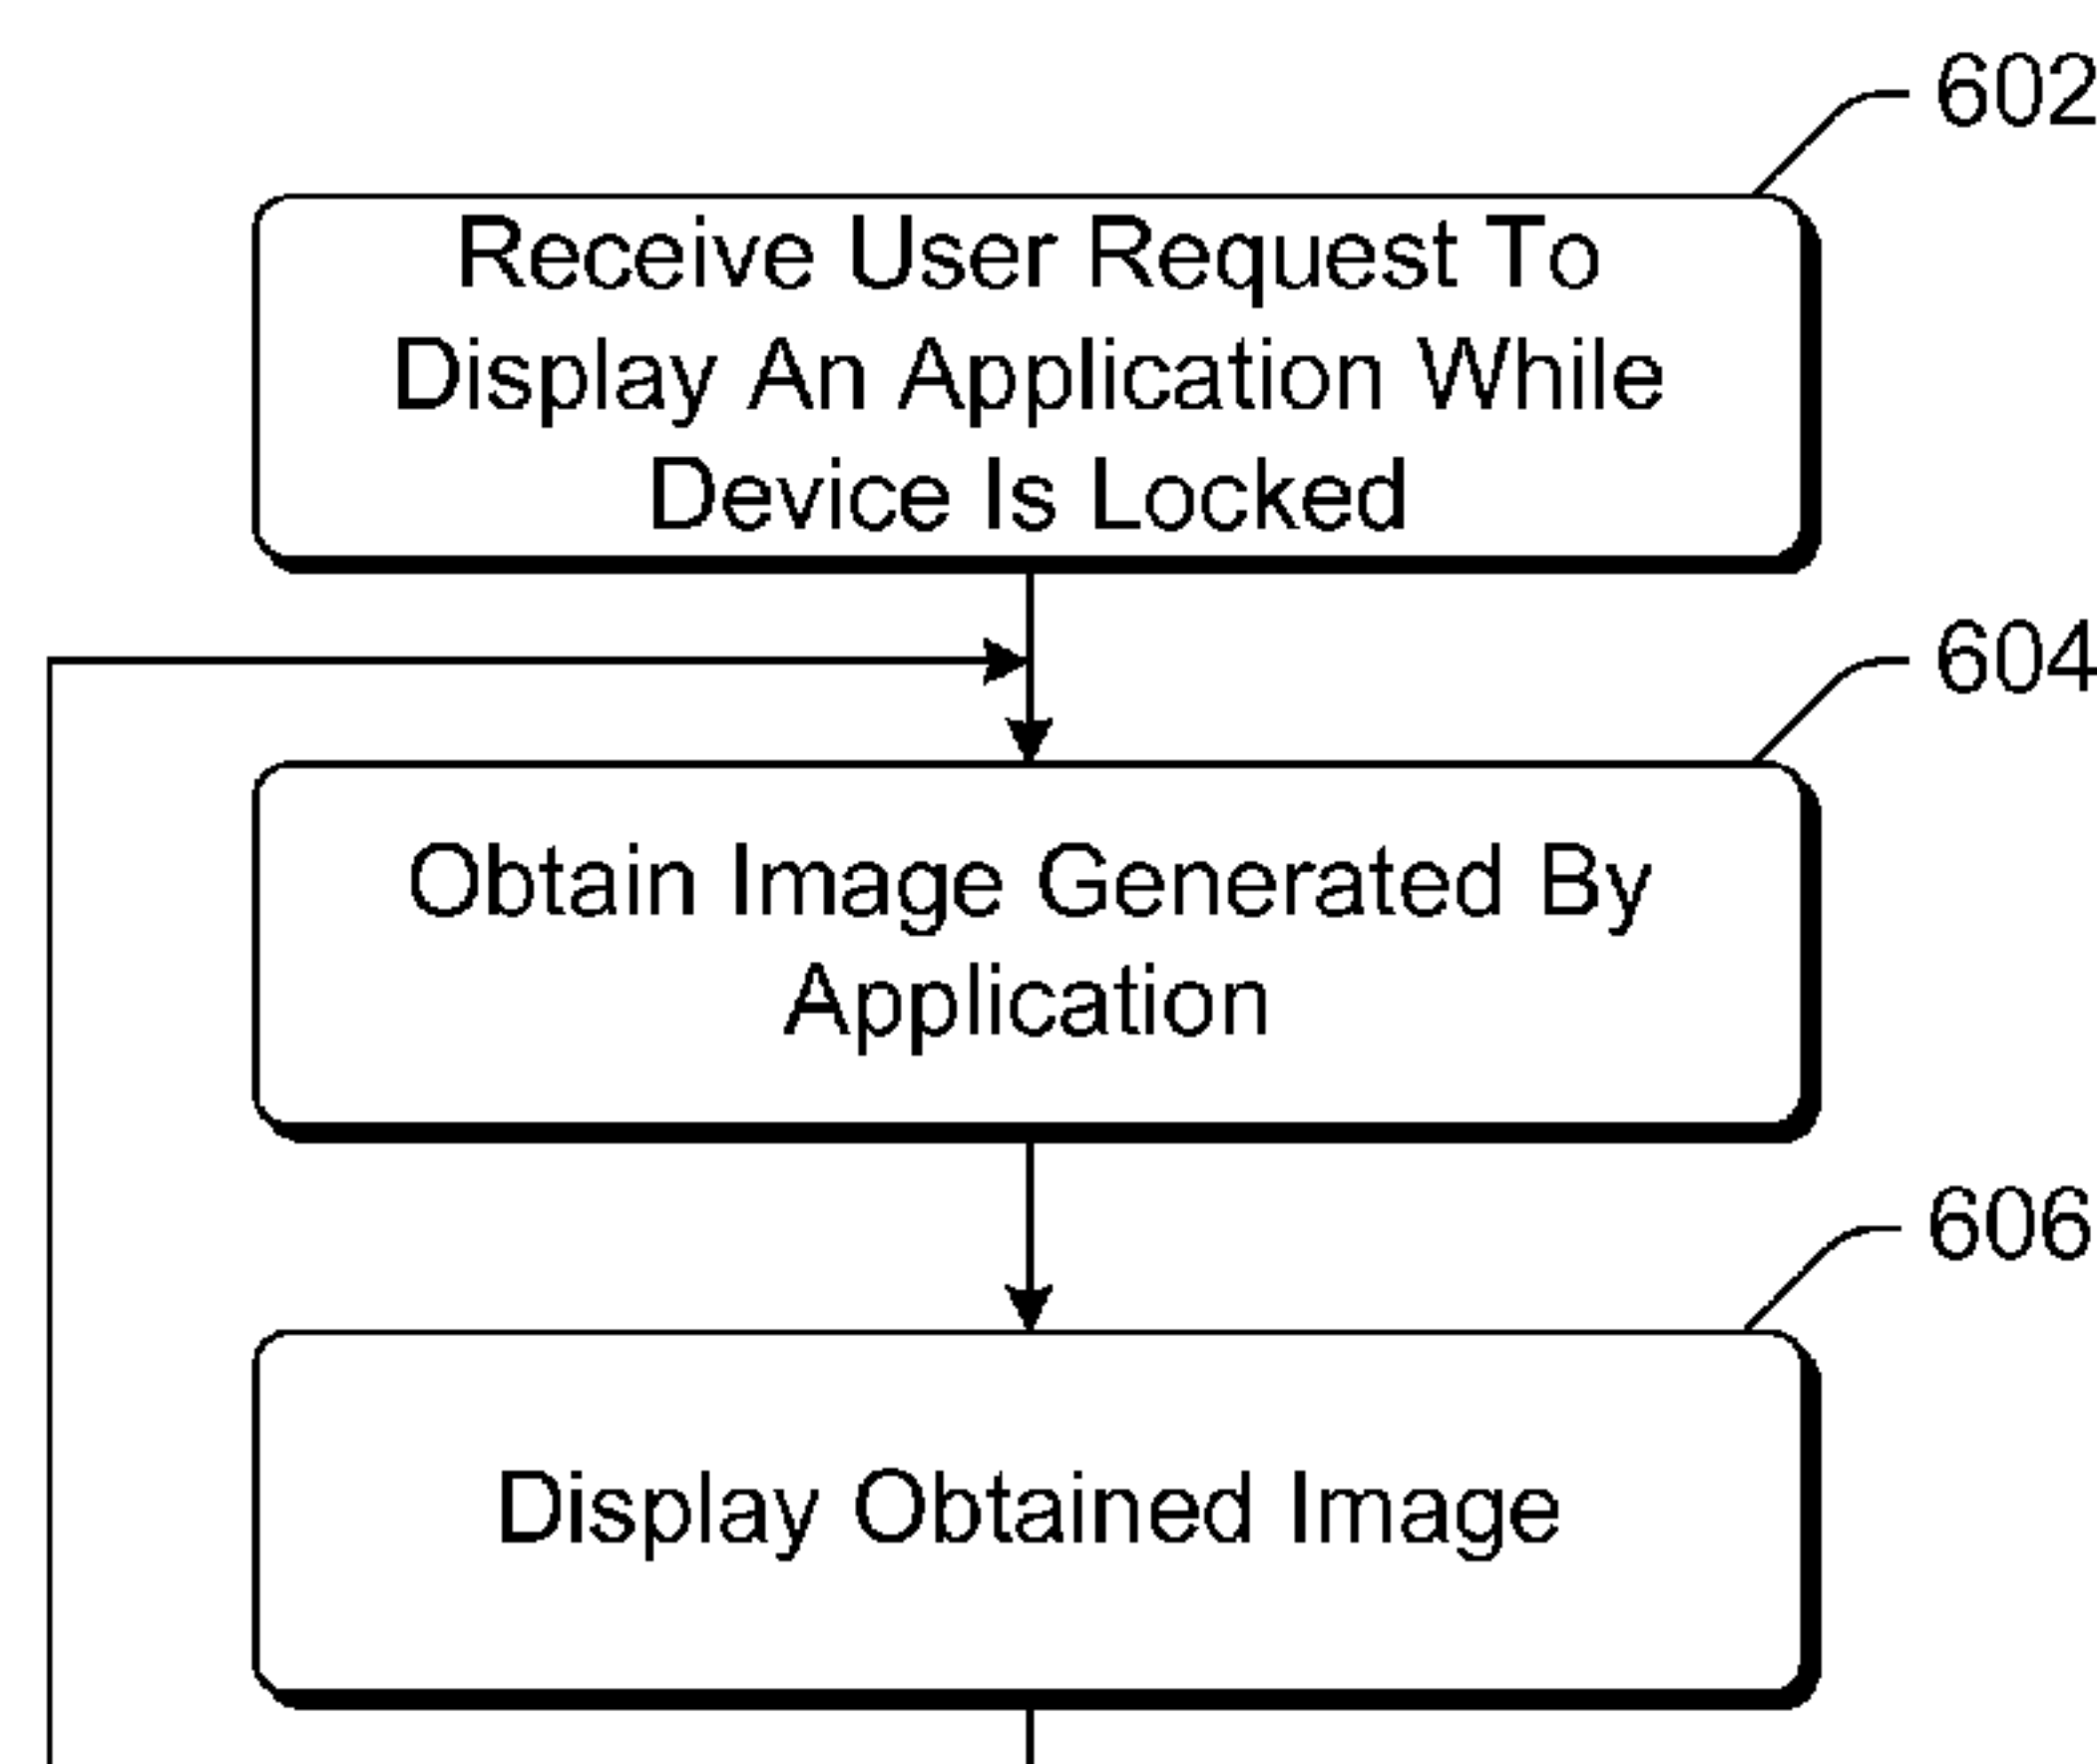 602
Receive User Request To
Display An Application While
Device Is Locked
604
Obtain Image Generated By
Application
606
Display Obtained Image